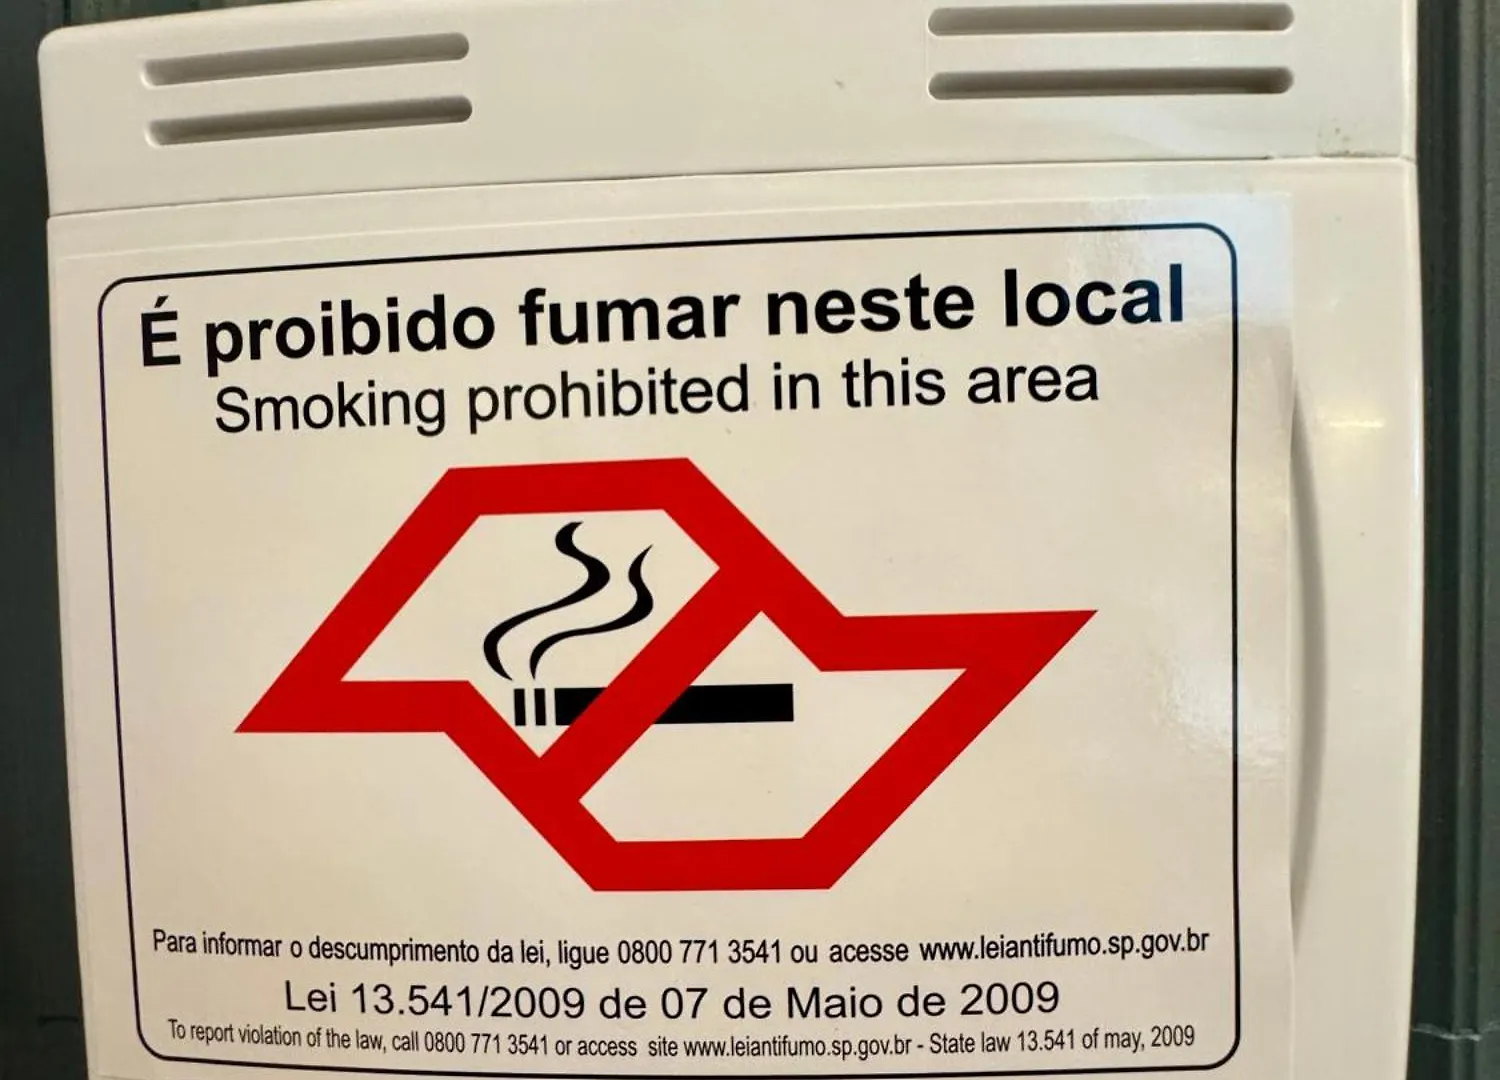 É proibido fumar neste local
Smoking prohibited in this area
Para informar o descumprimento da lei, ligue 0800 771 3541 ou acesse www.leiantifumo.sp.gov.br
Lei 13.541/2009 de 07 de Maio de 2009
To report violation of the law, call 0800 771 3541 or access site www.leiantifumo.sp.gov.br - State law 13.541 of may, 2009